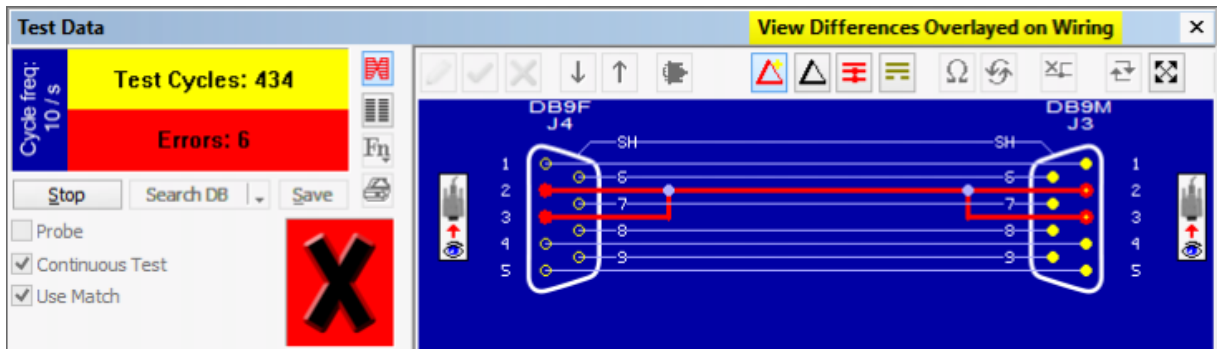 Test Data
View Differences Overlayed on Wiring
Cycle freq:
10 / s
Test Cycles: 434
Errors: 6
Fn
Stop
Search DB
Save
Probe
Continuous Test
Use Match
Ω
DB9F
J4
DB9M
J3
SH
SH
1
1
6
6
2
2
7
7
3
3
8
8
4
4
9
9
5
5